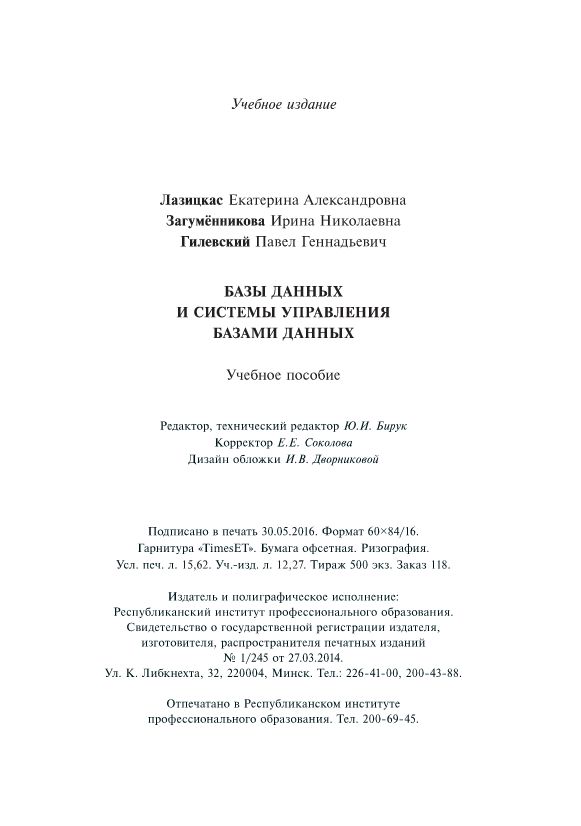 Учебное издание
Лазицкас Екатерина Александровна
Загумённикова Ирина Николаевна
Гилевский Павел Геннадьевич
БАЗЫ ДАННЫХ
И СИСТЕМЫ УПРАВЛЕНИЯ
БАЗАМИ ДАННЫХ
Учебное пособие
Редактор, технический редактор Ю.И. Бирук
Корректор Е.Е. Соколова
Дизайн обложки И.В. Дворниковой
Подписано в печать 30.05.2016. Формат 60×84/16.
Гарнитура «TimesET». Бумага офсетная. Ризография.
Усл. печ. л. 15,62. Уч.-изд. л. 12,27. Тираж 500 экз. Заказ 118.
Издатель и полиграфическое исполнение:
Республиканский институт профессионального образования.
Свидетельство о государственной регистрации издателя,
изготовителя, распространителя печатных изданий
№ 1/245 от 27.03.2014.
Ул. К. Либкнехта, 32, 220004, Минск. Тел.: 226-41-00, 200-43-88.
Отпечатано в Республиканском институте
профессионального образования. Тел. 200-69-45.